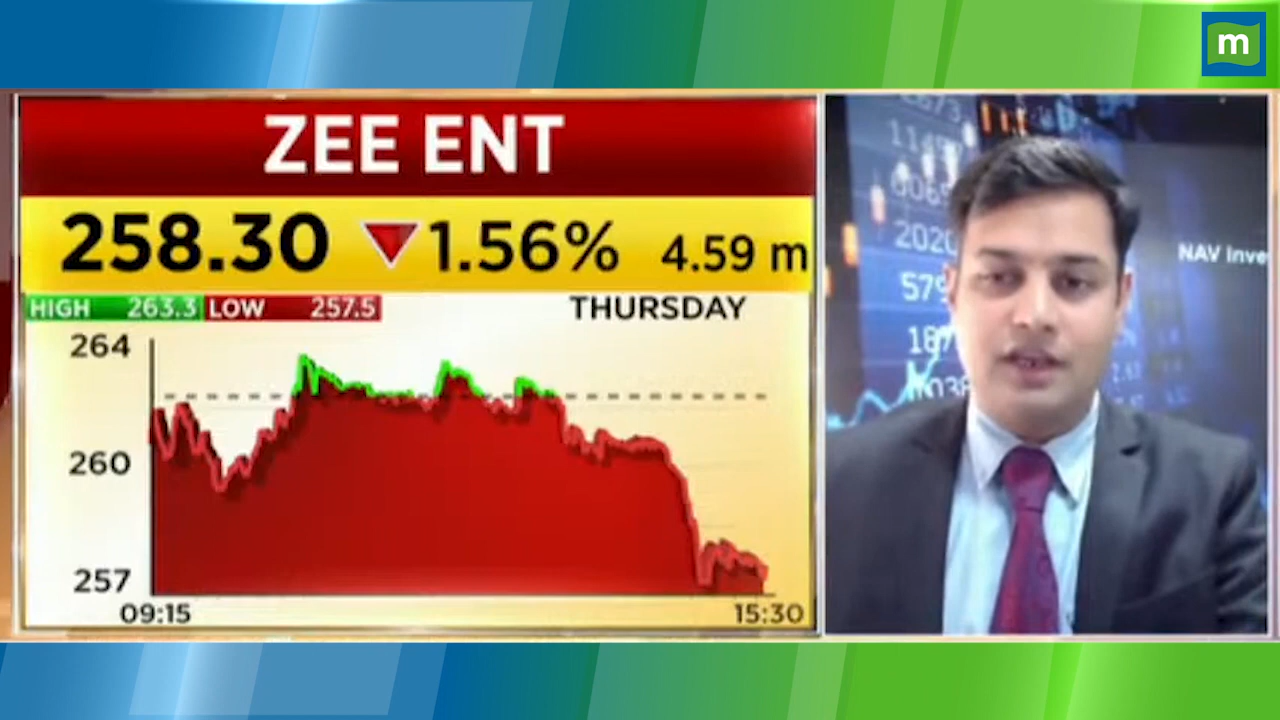 m
ZEE ENT
258.30 ▼1.56% 4.59 m
HIGH 263.3 LOW 257.5 THURSDAY
264
260
257
09:15 15:30
2020
NAV Inve